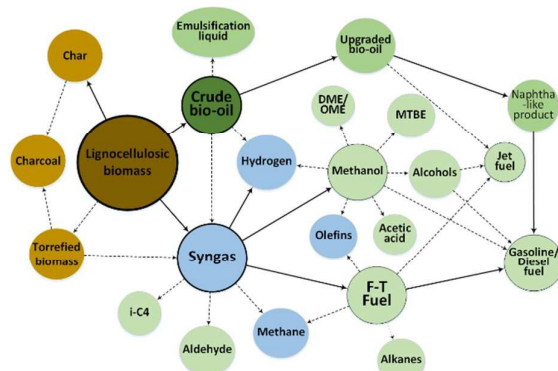 Emulsification
liquid
Char
Upgraded
bio-oil
Crude
bio-oil
DME/
OME
MTBE
Naphtha
-like
product
Charcoal
Lignocellulosic
biomass
Hydrogen
Methanol
Alcohols
Jet
fuel
Torrefied
biomass
Syngas
Olefins
Acetic
acid
Gasoline/
Diesel
fuel
F-T
Fuel
i-C4
Aldehyde
Methane
Alkanes